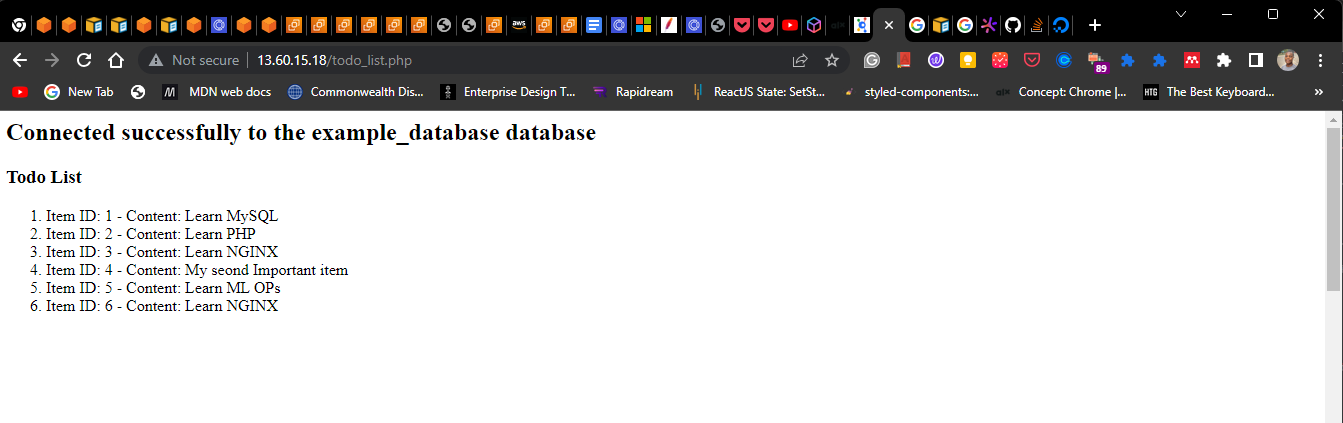 aws
Not secure
13.60.15.18/todo_list.php
89
New Tab
MDN web docs
Commonwealth Dis...
Enterprise Design T...
Rapidream
ReactJS State: SetSt...
styled-components:...
Concept: Chrome |...
HTG
The Best Keyboard...
»
Connected successfully to the example_database database
Todo List
1. Item ID: 1 - Content: Learn MySQL
2. Item ID: 2 - Content: Learn PHP
3. Item ID: 3 - Content: Learn NGINX
4. Item ID: 4 - Content: My seond Important item
5. Item ID: 5 - Content: Learn ML OPs
6. Item ID: 6 - Content: Learn NGINX